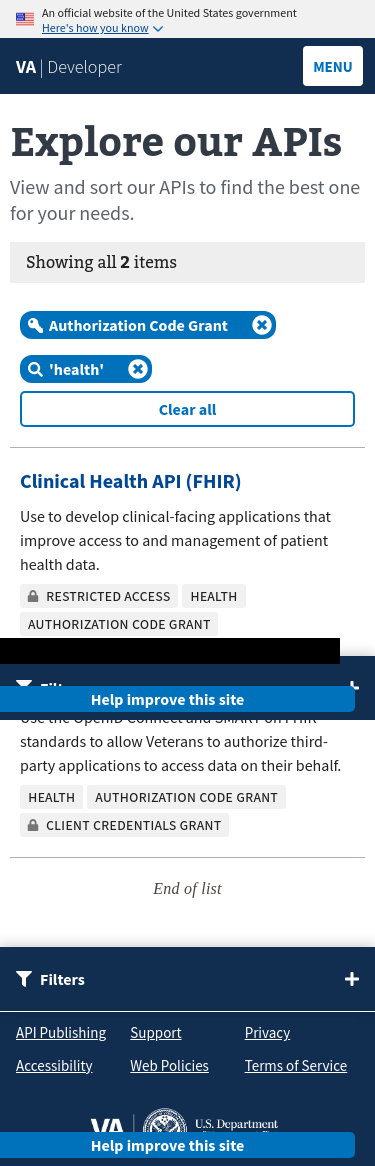 An official website of the United States government
Here's how you know
VA | Developer
MENU
Explore our APIs
View and sort our APIs to find the best one
for your needs.
Showing all 2 items
Authorization Code Grant
'health'
Clear all
Clinical Health API (FHIR)
Use to develop clinical-facing applications that
improve access to and management of patient
health data.
RESTRICTED ACCESS HEALTH
AUTHORIZATION CODE GRANT
Help improve this site
Use the OpenID Connect and SMART on FHIR
standards to allow Veterans to authorize third-
party applications to access data on their behalf.
HEALTH AUTHORIZATION CODE GRANT
CLIENT CREDENTIALS GRANT
End of list
Filters
API Publishing Support Privacy
Accessibility Web Policies Terms of Service
VA U.S. Department
Help improve this site